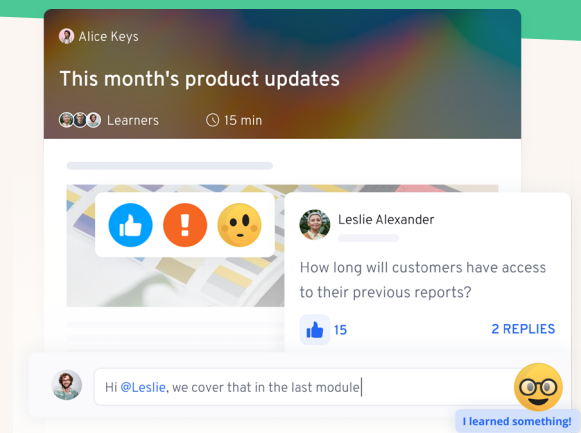 Alice Keys
This month's product updates
Learners
15 min
Leslie Alexander
How long will customers have access
to their previous reports?
15
2 REPLIES
Hi @Leslie, we cover that in the last module
I learned something!